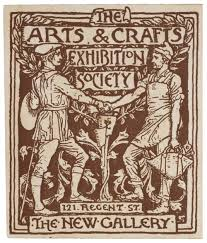 THE
ARTS & CRAFTS
EXHIBITION
SOCIETY
121. REGENT ST.
THE NEW GALLERY.